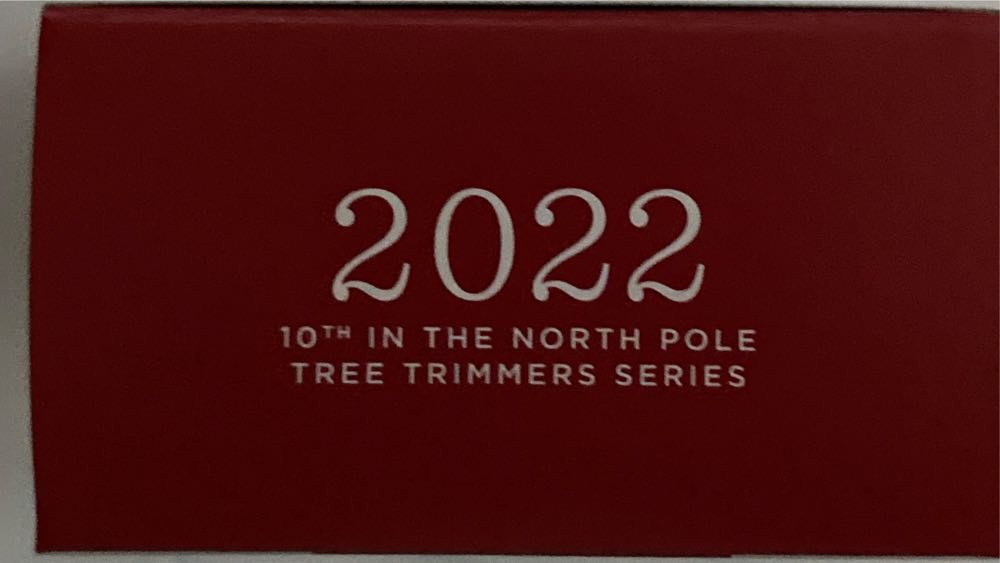 2022
10TH IN THE NORTH POLE
TREE TRIMMERS SERIES